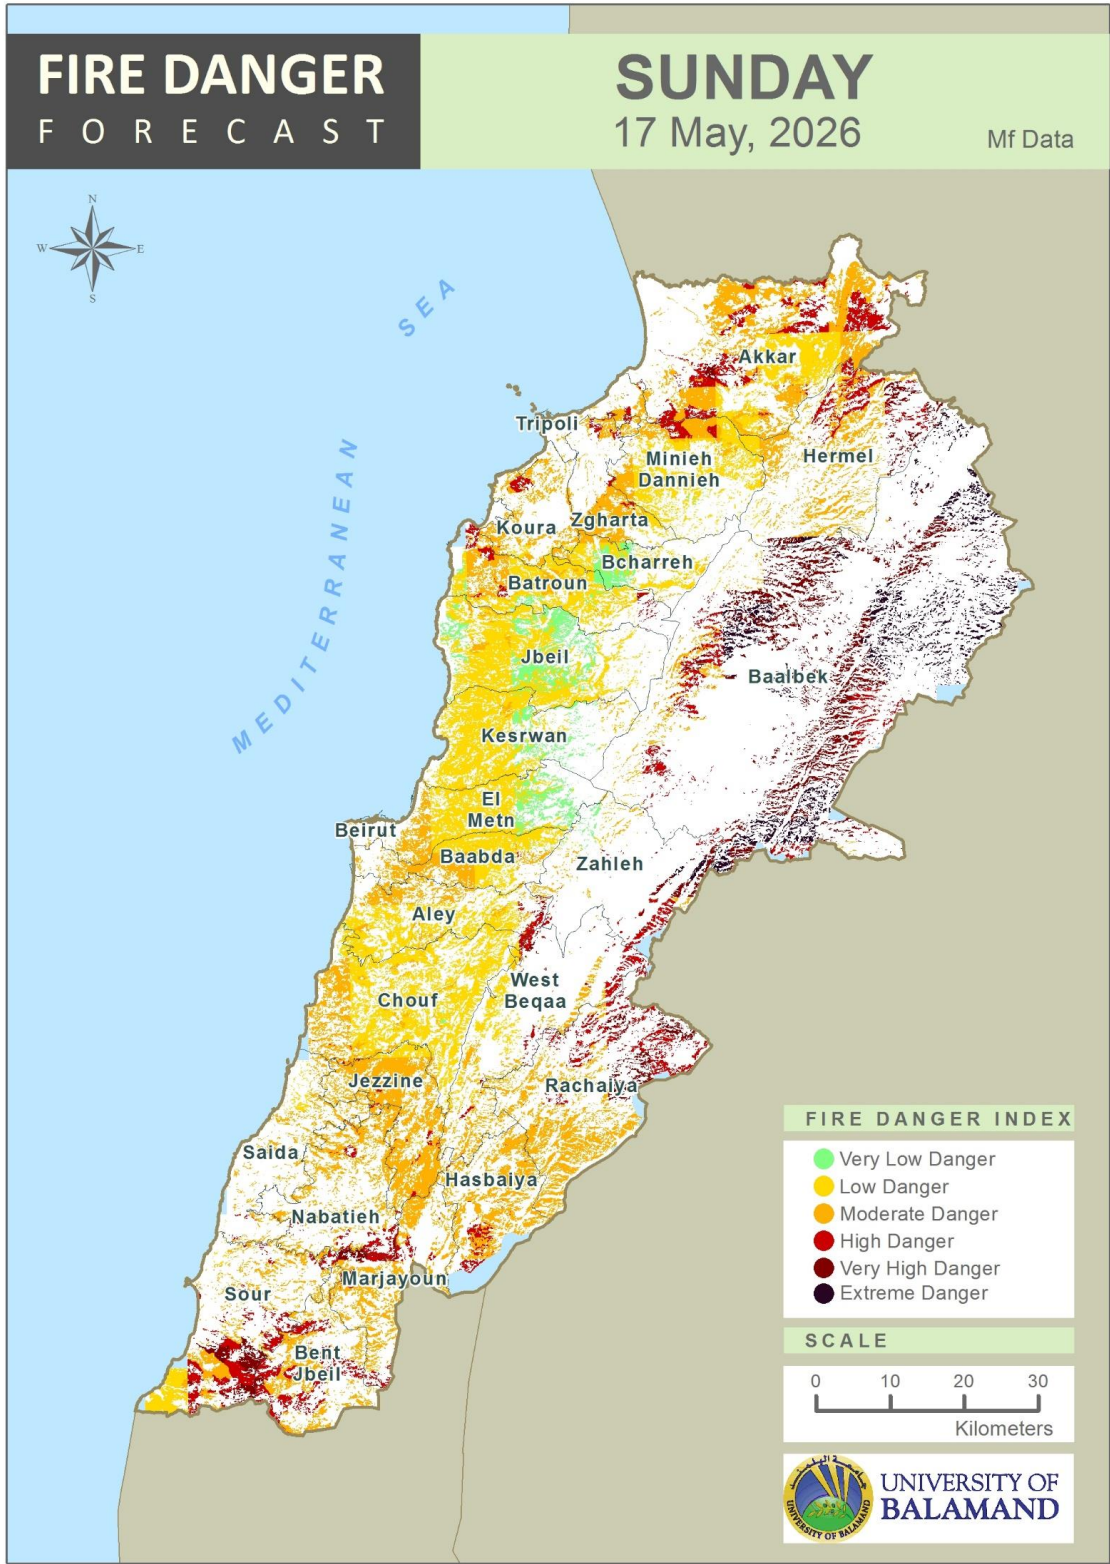 FIRE DANGER
FORECAST
SUNDAY
17 May, 2026
Mf Data
N
W
E
S
MEDITERRANEAN SEA
Akkar
Tripoli
Minieh
Dannieh
Hermel
Koura
Zgharta
Bcharreh
Batroun
Jbeil
Baalbek
Kesrwan
El
Metn
Beirut
Baabda
Zahleh
Aley
West
Beqaa
Chouf
Jezzine
Rachaiya
Saida
Hasbaiya
Nabatieh
Marjayoun
Sour
Bent
Jbeil
FIRE DANGER INDEX
Very Low Danger
Low Danger
Moderate Danger
High Danger
Very High Danger
Extreme Danger
SCALE
0 10 20 30
Kilometers
UNIVERSITY OF BALAMAND
UNIVERSITY OF
BALAMAND